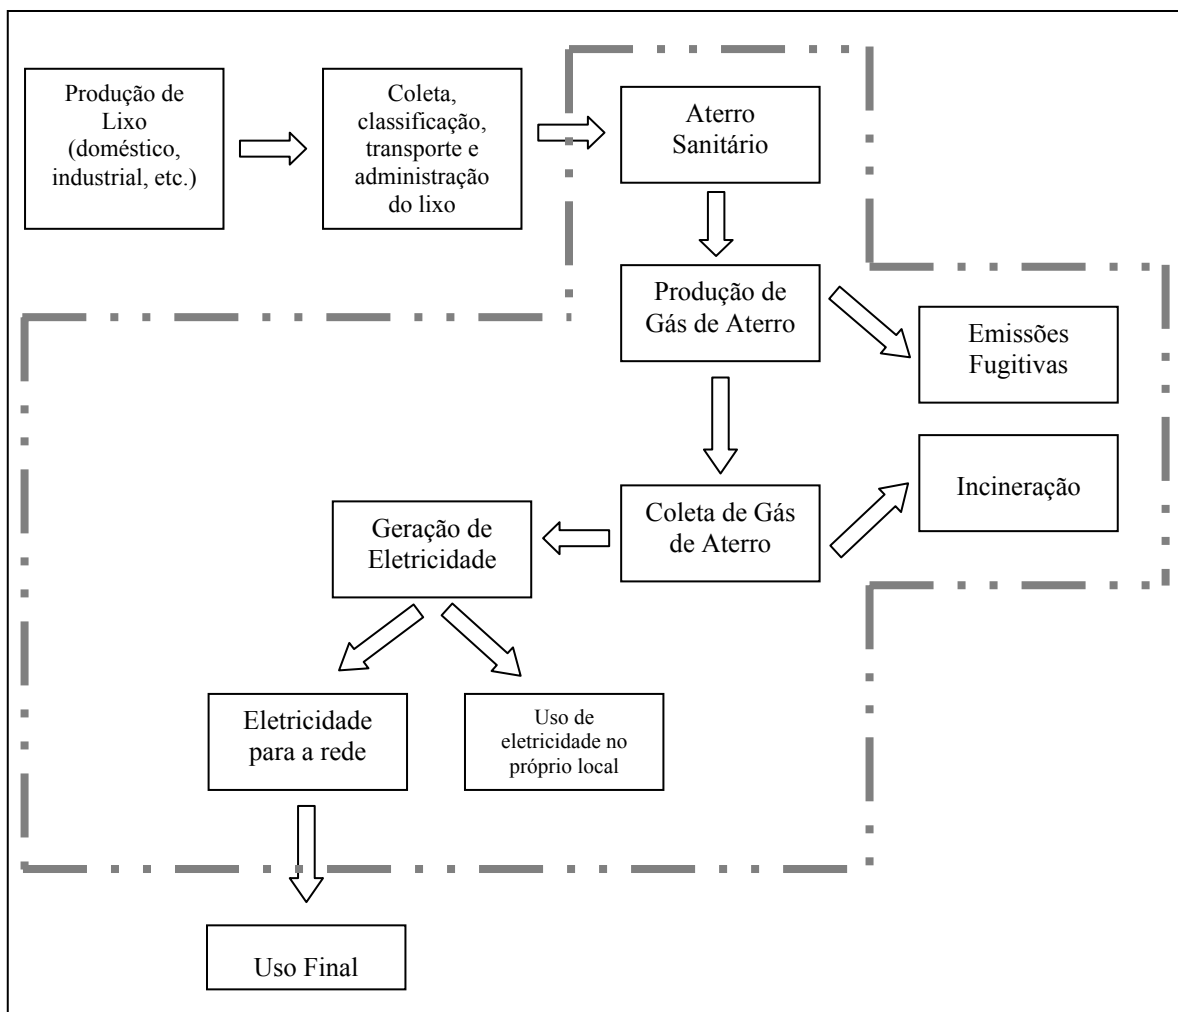 Produção de
Lixo
(doméstico,
industrial, etc.)
Coleta,
classificação,
transporte e
administração
do lixo
Aterro
Sanitário
Produção de
Gás de Aterro
Emissões
Fugitivas
Incineração
Coleta de Gás
de Aterro
Geração de
Eletricidade
Eletricidade
para a rede
Uso de
eletricidade no
próprio local
Uso Final